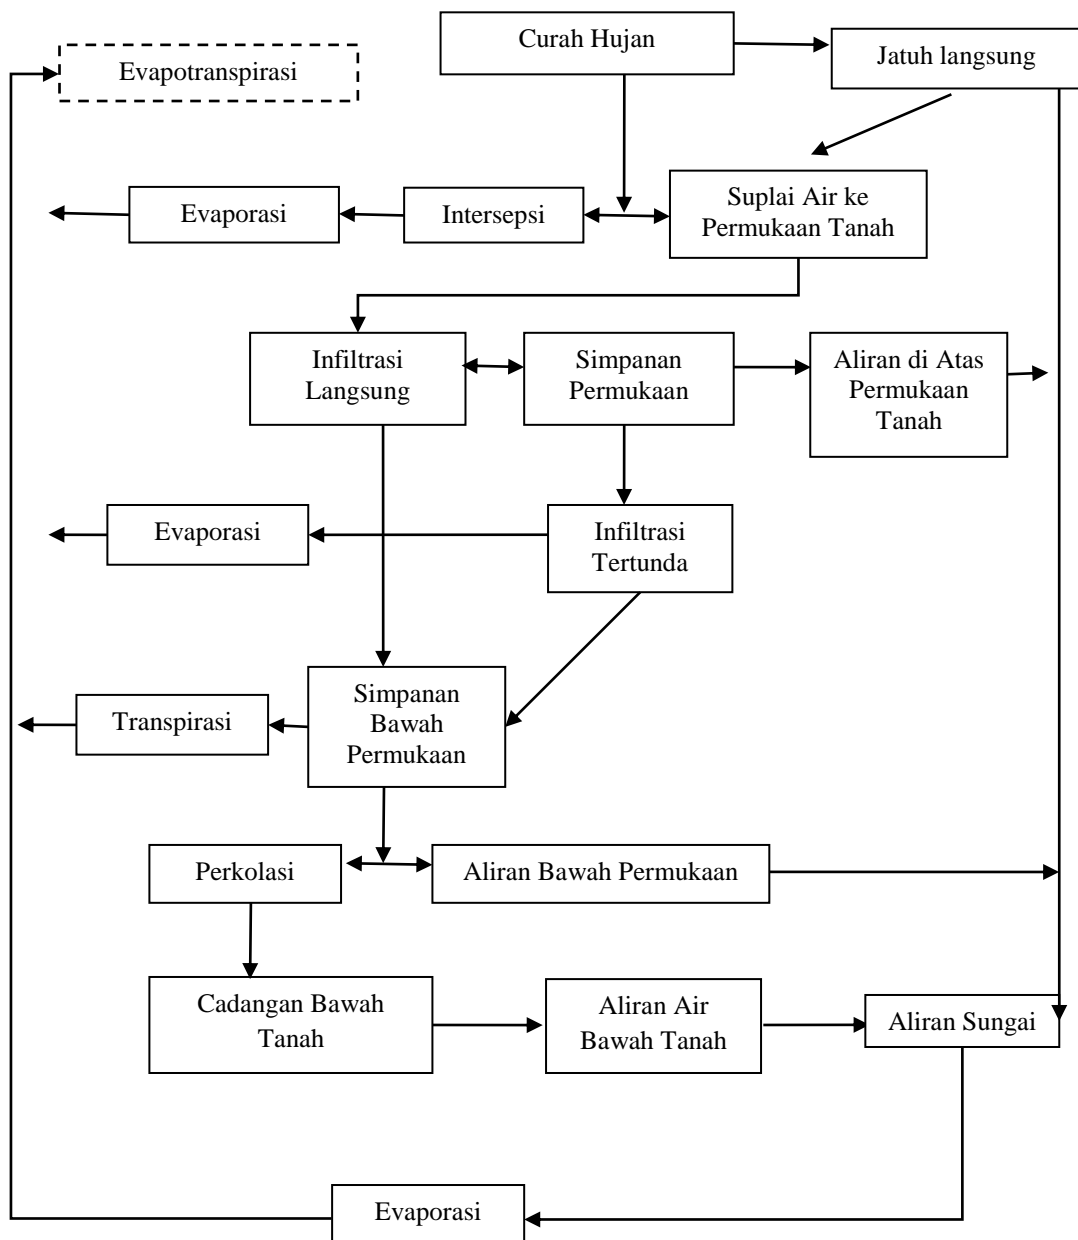 Curah Hujan
Jatuh langsung
Evapotranspirasi
Suplai Air ke
Permukaan Tanah
Evaporasi
Intersepsi
Infiltrasi
Langsung
Simpanan
Permukaan
Aliran di Atas
Permukaan
Tanah
Evaporasi
Infiltrasi
Tertunda
Simpanan
Bawah
Permukaan
Transpirasi
Perkolasi
Aliran Bawah Permukaan
Cadangan Bawah
Tanah
Aliran Air
Bawah Tanah
Aliran Sungai
Evaporasi